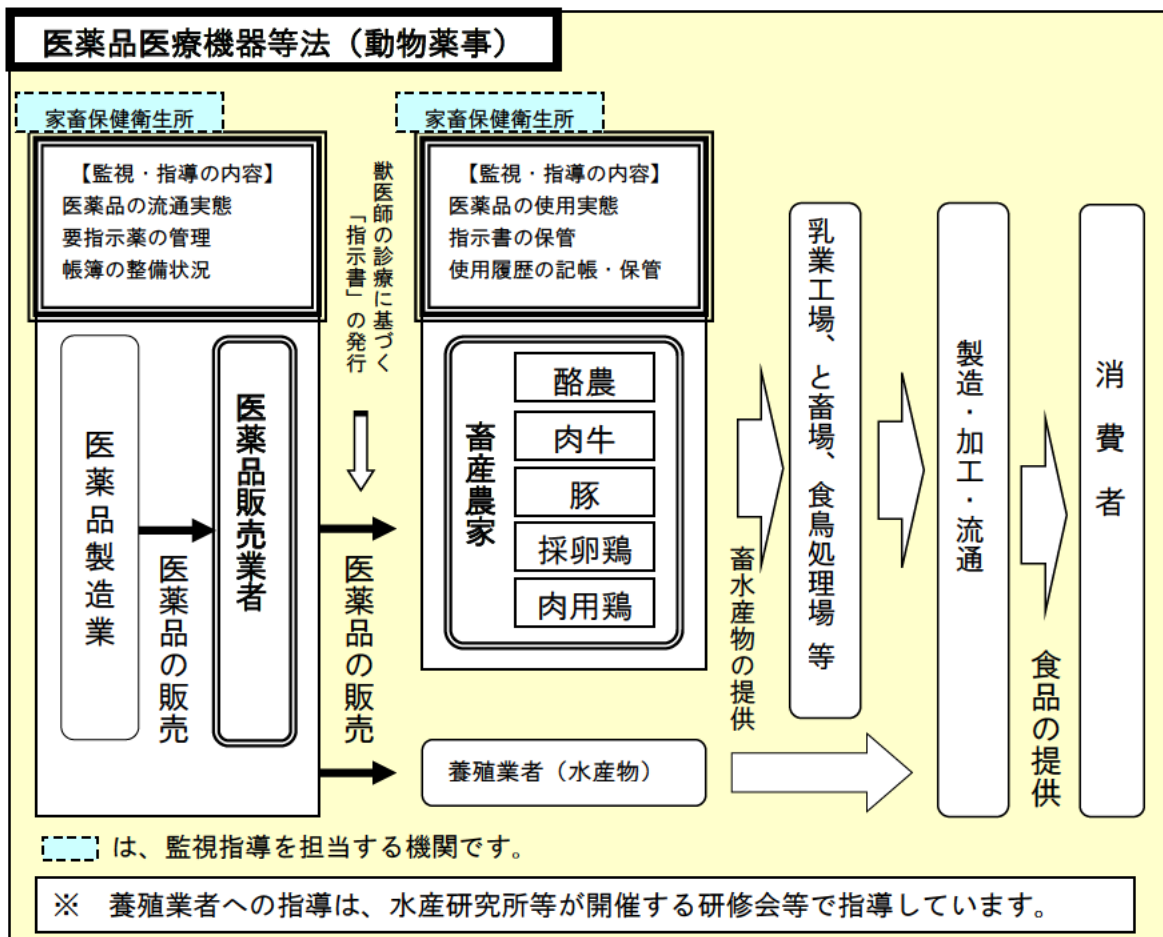 医薬品医療機器等法（動物薬事）
家畜保健衛生所
【監視・指導の内容】
医薬品の流通実態
要指示薬の管理
帳簿の整備状況
医薬品製造業
医薬品の販売
医薬品販売業者
獣医師の診療に基づく
「指示書」の発行
医薬品の販売
家畜保健衛生所
【監視・指導の内容】
医薬品の使用実態
指示書の保管
使用履歴の記帳・保管
畜産農家
酪農
肉牛
豚
採卵鶏
肉用鶏
養殖業者（水産物）
畜水産物の提供
乳業工場、と畜場、食鳥処理場 等
製造・加工・流通
食品の提供
消費者
は、監視指導を担当する機関です。
※　養殖業者への指導は、水産研究所等が開催する研修会等で指導しています。